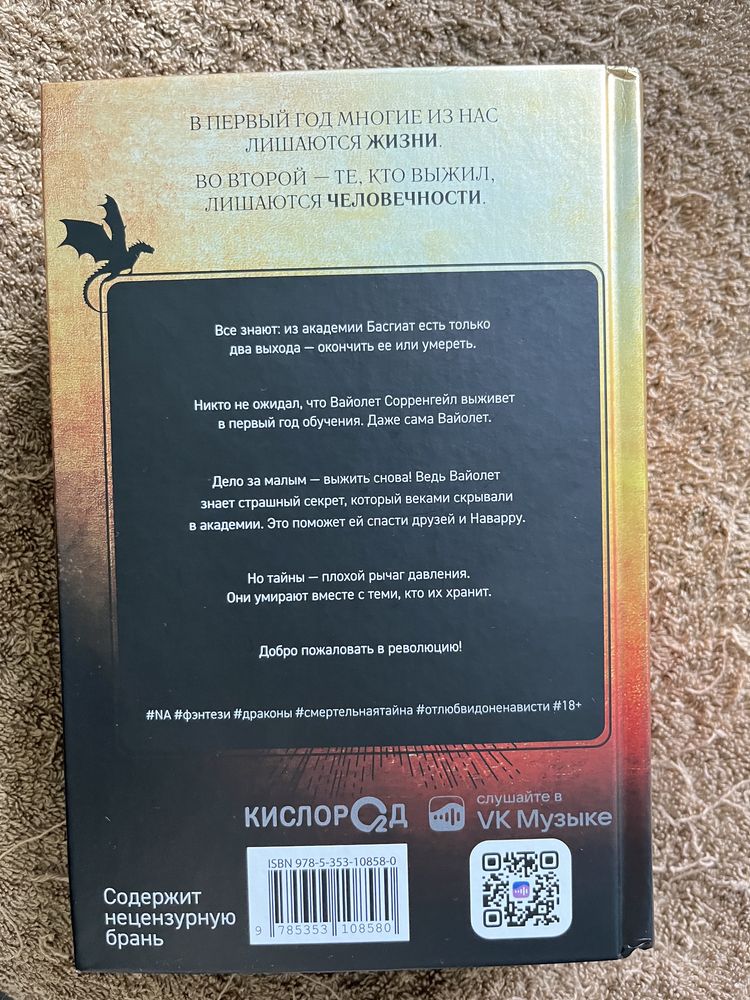 В ПЕРВЫЙ ГОД МНОГИЕ ИЗ НАС
ЛИШАЮТСЯ ЖИЗНИ.
ВО ВТОРОЙ — ТЕ, КТО ВЫЖИЛ,
ЛИШАЮТСЯ ЧЕЛОВЕЧНОСТИ.
Все знают: из академии Басгиат есть только
два выхода — окончить ее или умереть.
Никто не ожидал, что Вайолет Сорренгейл выживет
в первый год обучения. Даже сама Вайолет.
Дело за малым — выжить снова! Ведь Вайолет
знает страшный секрет, который веками скрывали
в академии. Это поможет ей спасти друзей и Наварру.
Но тайны — плохой рычаг давления.
Они умирают вместе с теми, кто их хранит.
Добро пожаловать в революцию!
#NA #фэнтези #драконы #смертельнаятайна #отлюбвидоненависти #18+
КИСЛОРО2Д
слушайте в
VK Музыке
ISBN 978-5-353-10858-0
9 785353 108580
Содержит
нецензурную
брань